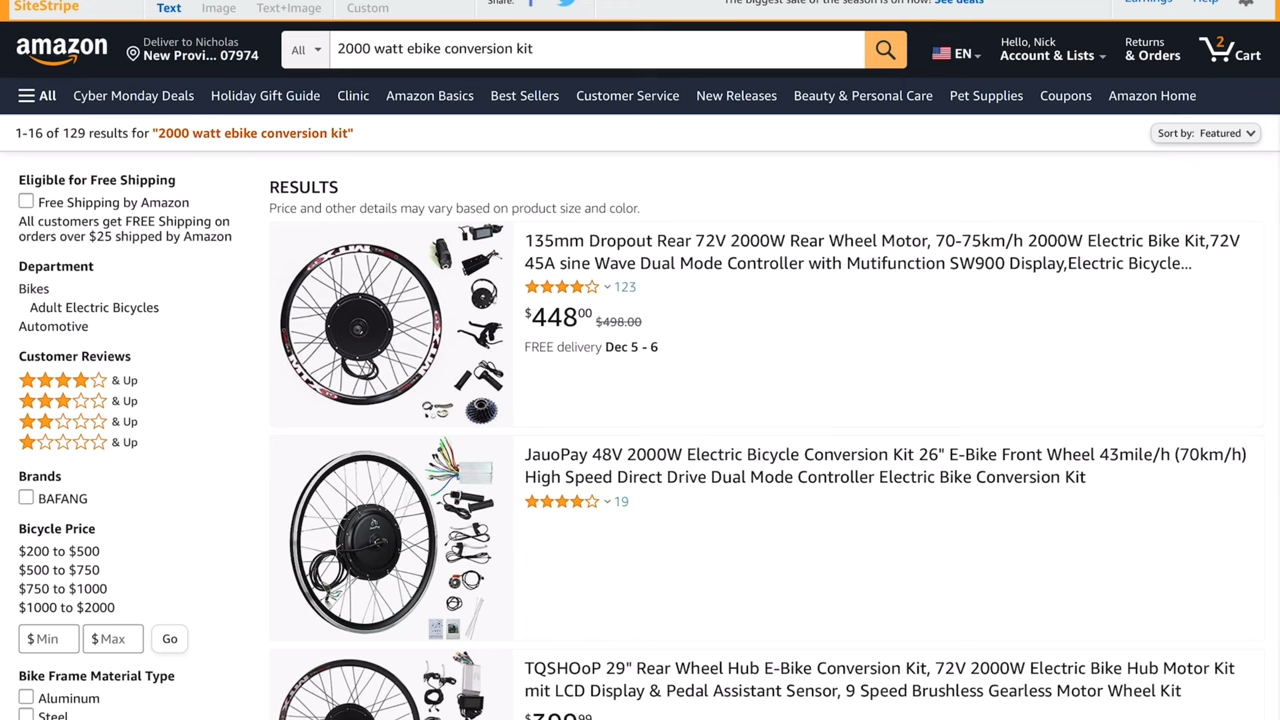 SiteStripe
Text Image Text+Image Custom
Share:
The biggest sale of the season is on now! See deals
Earnings Help
amazon
Deliver to Nicholas
New Provi... 07974
All
2000 watt ebike conversion kit
EN
Hello, Nick
Account & Lists
Returns
& Orders
2
Cart
All Cyber Monday Deals Holiday Gift Guide Clinic Amazon Basics Best Sellers Customer Service New Releases Beauty & Personal Care Pet Supplies Coupons Amazon Home
1-16 of 129 results for "2000 watt ebike conversion kit"
Sort by: Featured
Eligible for Free Shipping
Free Shipping by Amazon
All customers get FREE Shipping on
orders over $25 shipped by Amazon
Department
Bikes
Adult Electric Bicycles
Automotive
Customer Reviews
& Up
& Up
& Up
& Up
Brands
BAFANG
Bicycle Price
$200 to $500
$500 to $750
$750 to $1000
$1000 to $2000
$ Min $ Max Go
Bike Frame Material Type
Aluminum
Steel
RESULTS
Price and other details may vary based on product size and color.
135mm Dropout Rear 72V 2000W Rear Wheel Motor, 70-75km/h 2000W Electric Bike Kit,72V
45A sine Wave Dual Mode Controller with Mutifunction SW900 Display,Electric Bicycle...
123
$44800 $498.00
FREE delivery Dec 5 - 6
JauoPay 48V 2000W Electric Bicycle Conversion Kit 26" E-Bike Front Wheel 43mile/h (70km/h)
High Speed Direct Drive Dual Mode Controller Electric Bike Conversion Kit
19
TQSHOoP 29" Rear Wheel Hub E-Bike Conversion Kit, 72V 2000W Electric Bike Hub Motor Kit
mit LCD Display & Pedal Assistant Sensor, 9 Speed Brushless Gearless Motor Wheel Kit